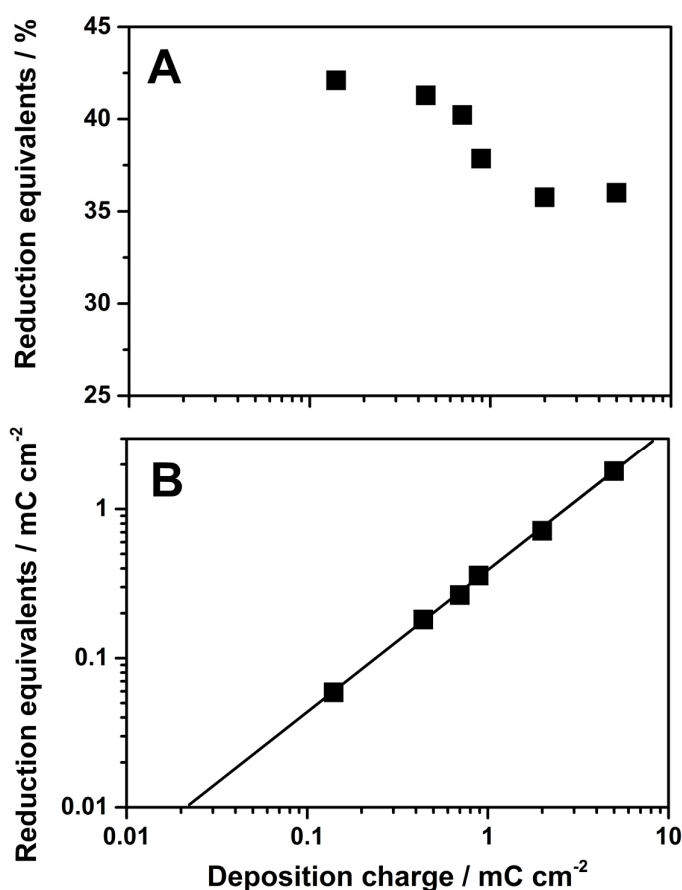 A
Reduction equivalents / %
45
40
35
30
25
B
Reduction equivalents / mC cm⁻²
1
0.1
0.01
0.01 0.1 1 10
Deposition charge / mC cm⁻²